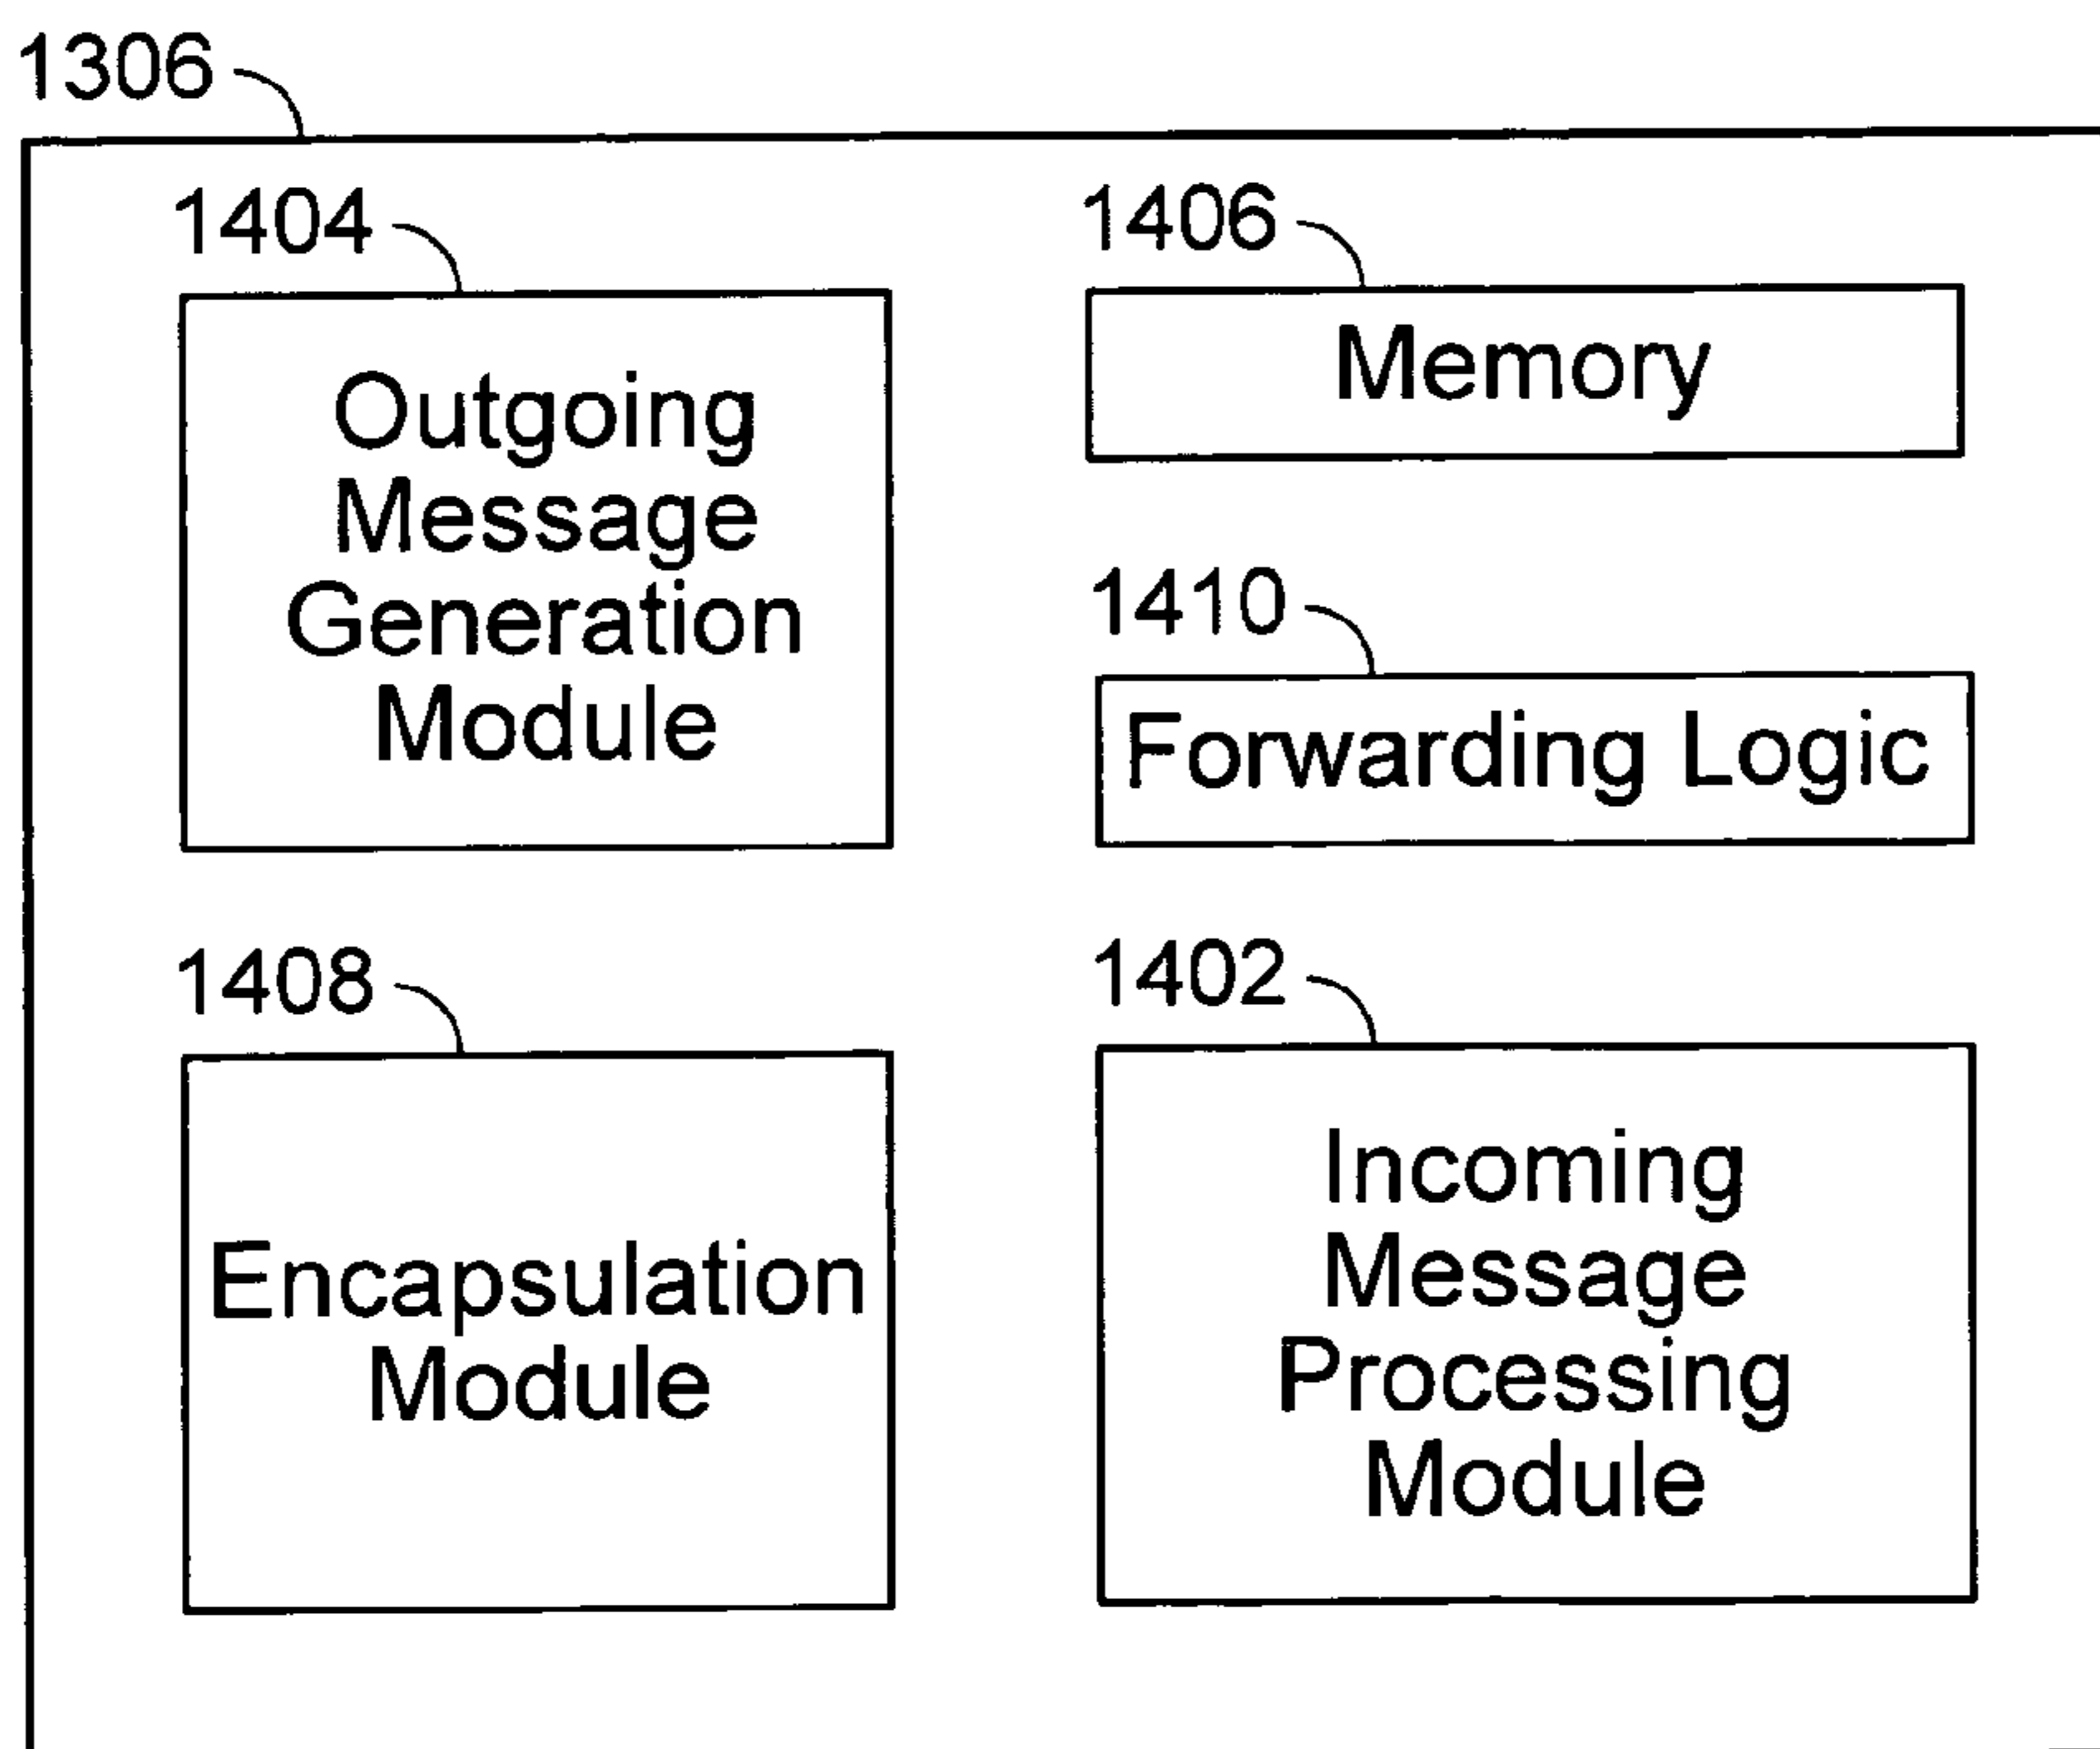 1306
1404
Outgoing
Message
Generation
Module
1406
Memory
1410
Forwarding Logic
1408
Encapsulation
Module
1402
Incoming
Message
Processing
Module